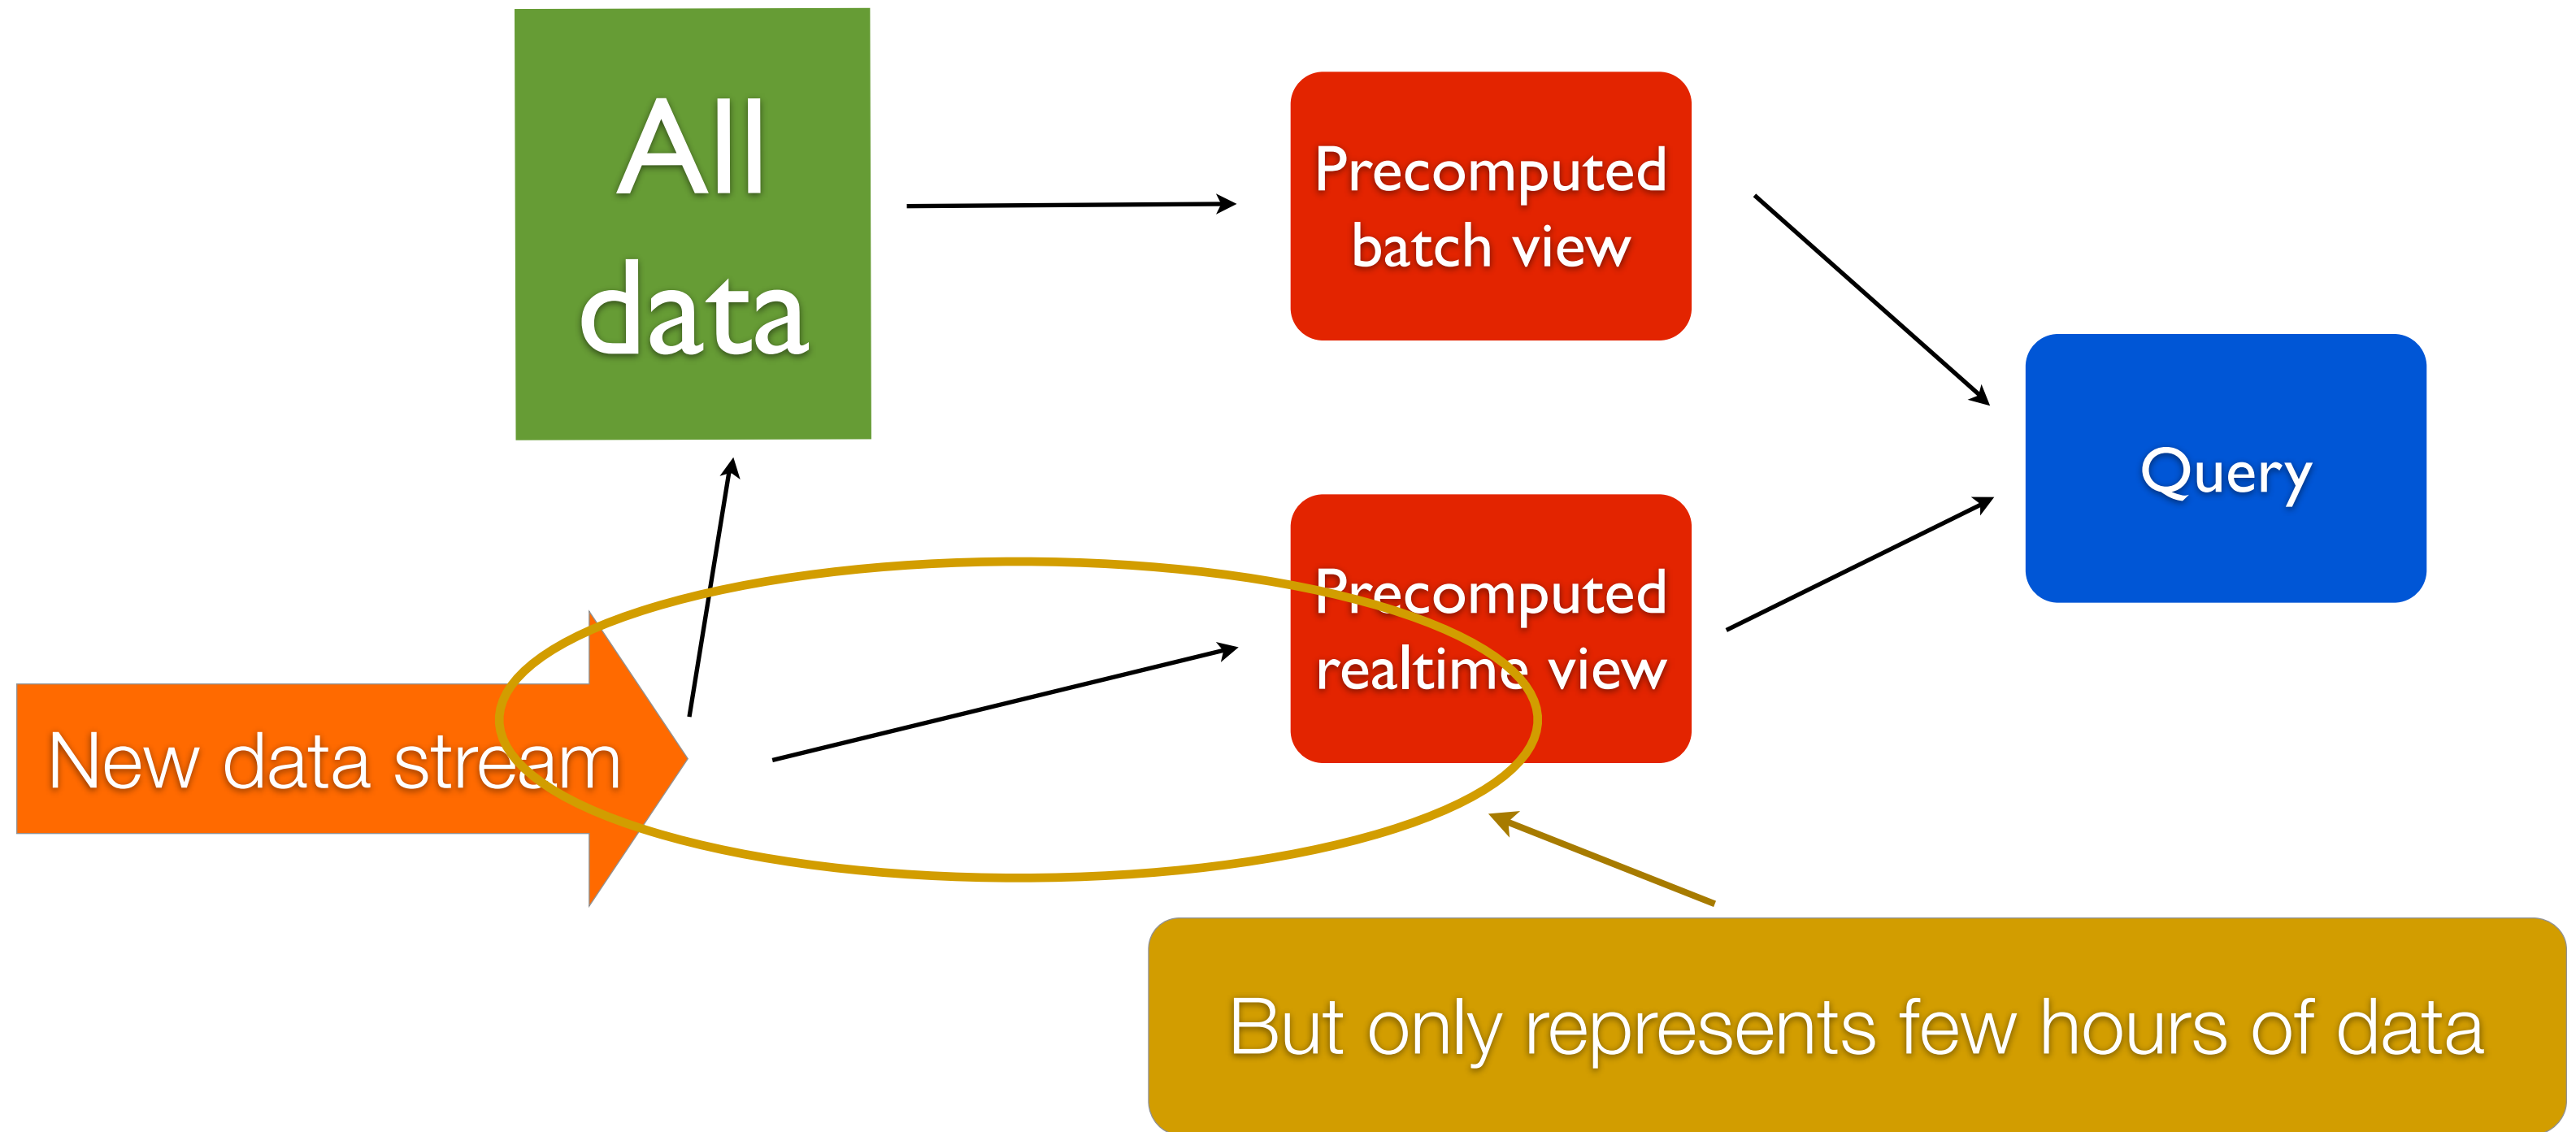 All
data
Precomputed
batch view
Query
Precomputed
realtime view
New data stream
But only represents few hours of data